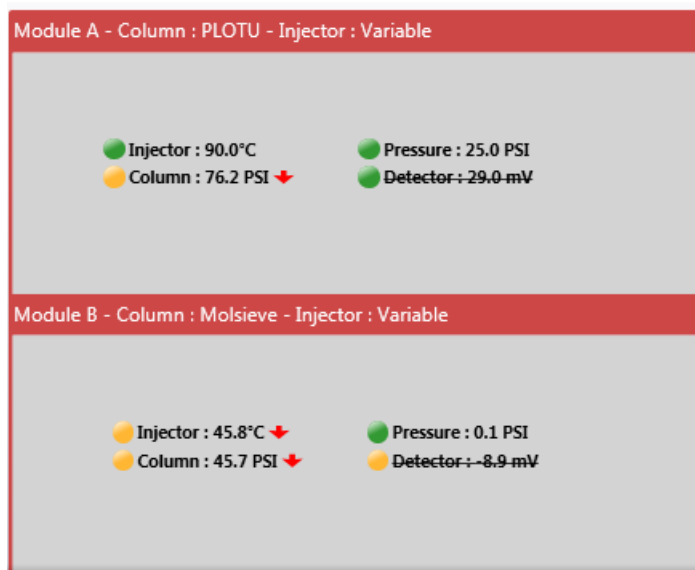 Module A - Column : PLOTU - Injector : Variable
Injector : 90.0°C Pressure : 25.0 PSI
Column : 76.2 PSI Detector : 29.0 mV
Module B - Column : Molsieve - Injector : Variable
Injector : 45.8°C Pressure : 0.1 PSI
Column : 45.7 PSI Detector : -8.9 mV